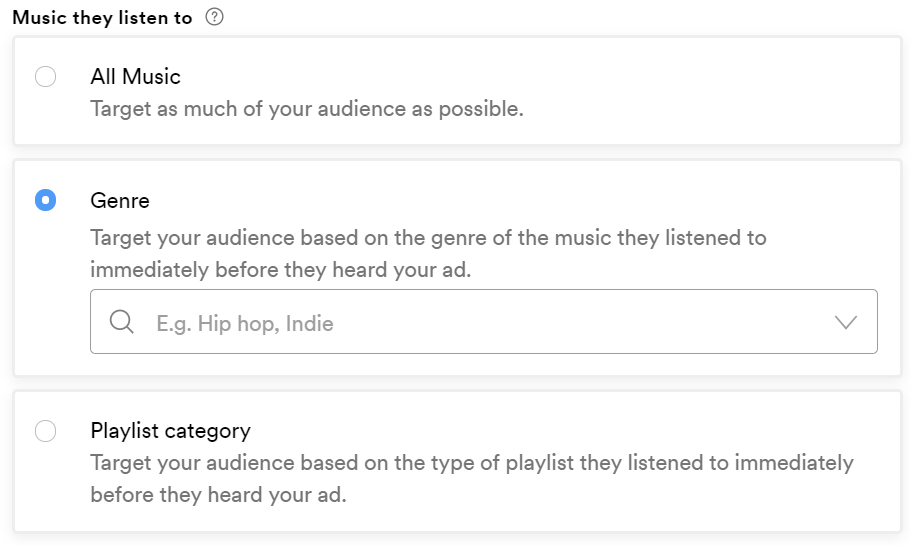 Music they listen to ?
All Music
Target as much of your audience as possible.
Genre
Target your audience based on the genre of the music they listened to
immediately before they heard your ad.
E.g. Hip hop, Indie
Playlist category
Target your audience based on the type of playlist they listened to immediately
before they heard your ad.